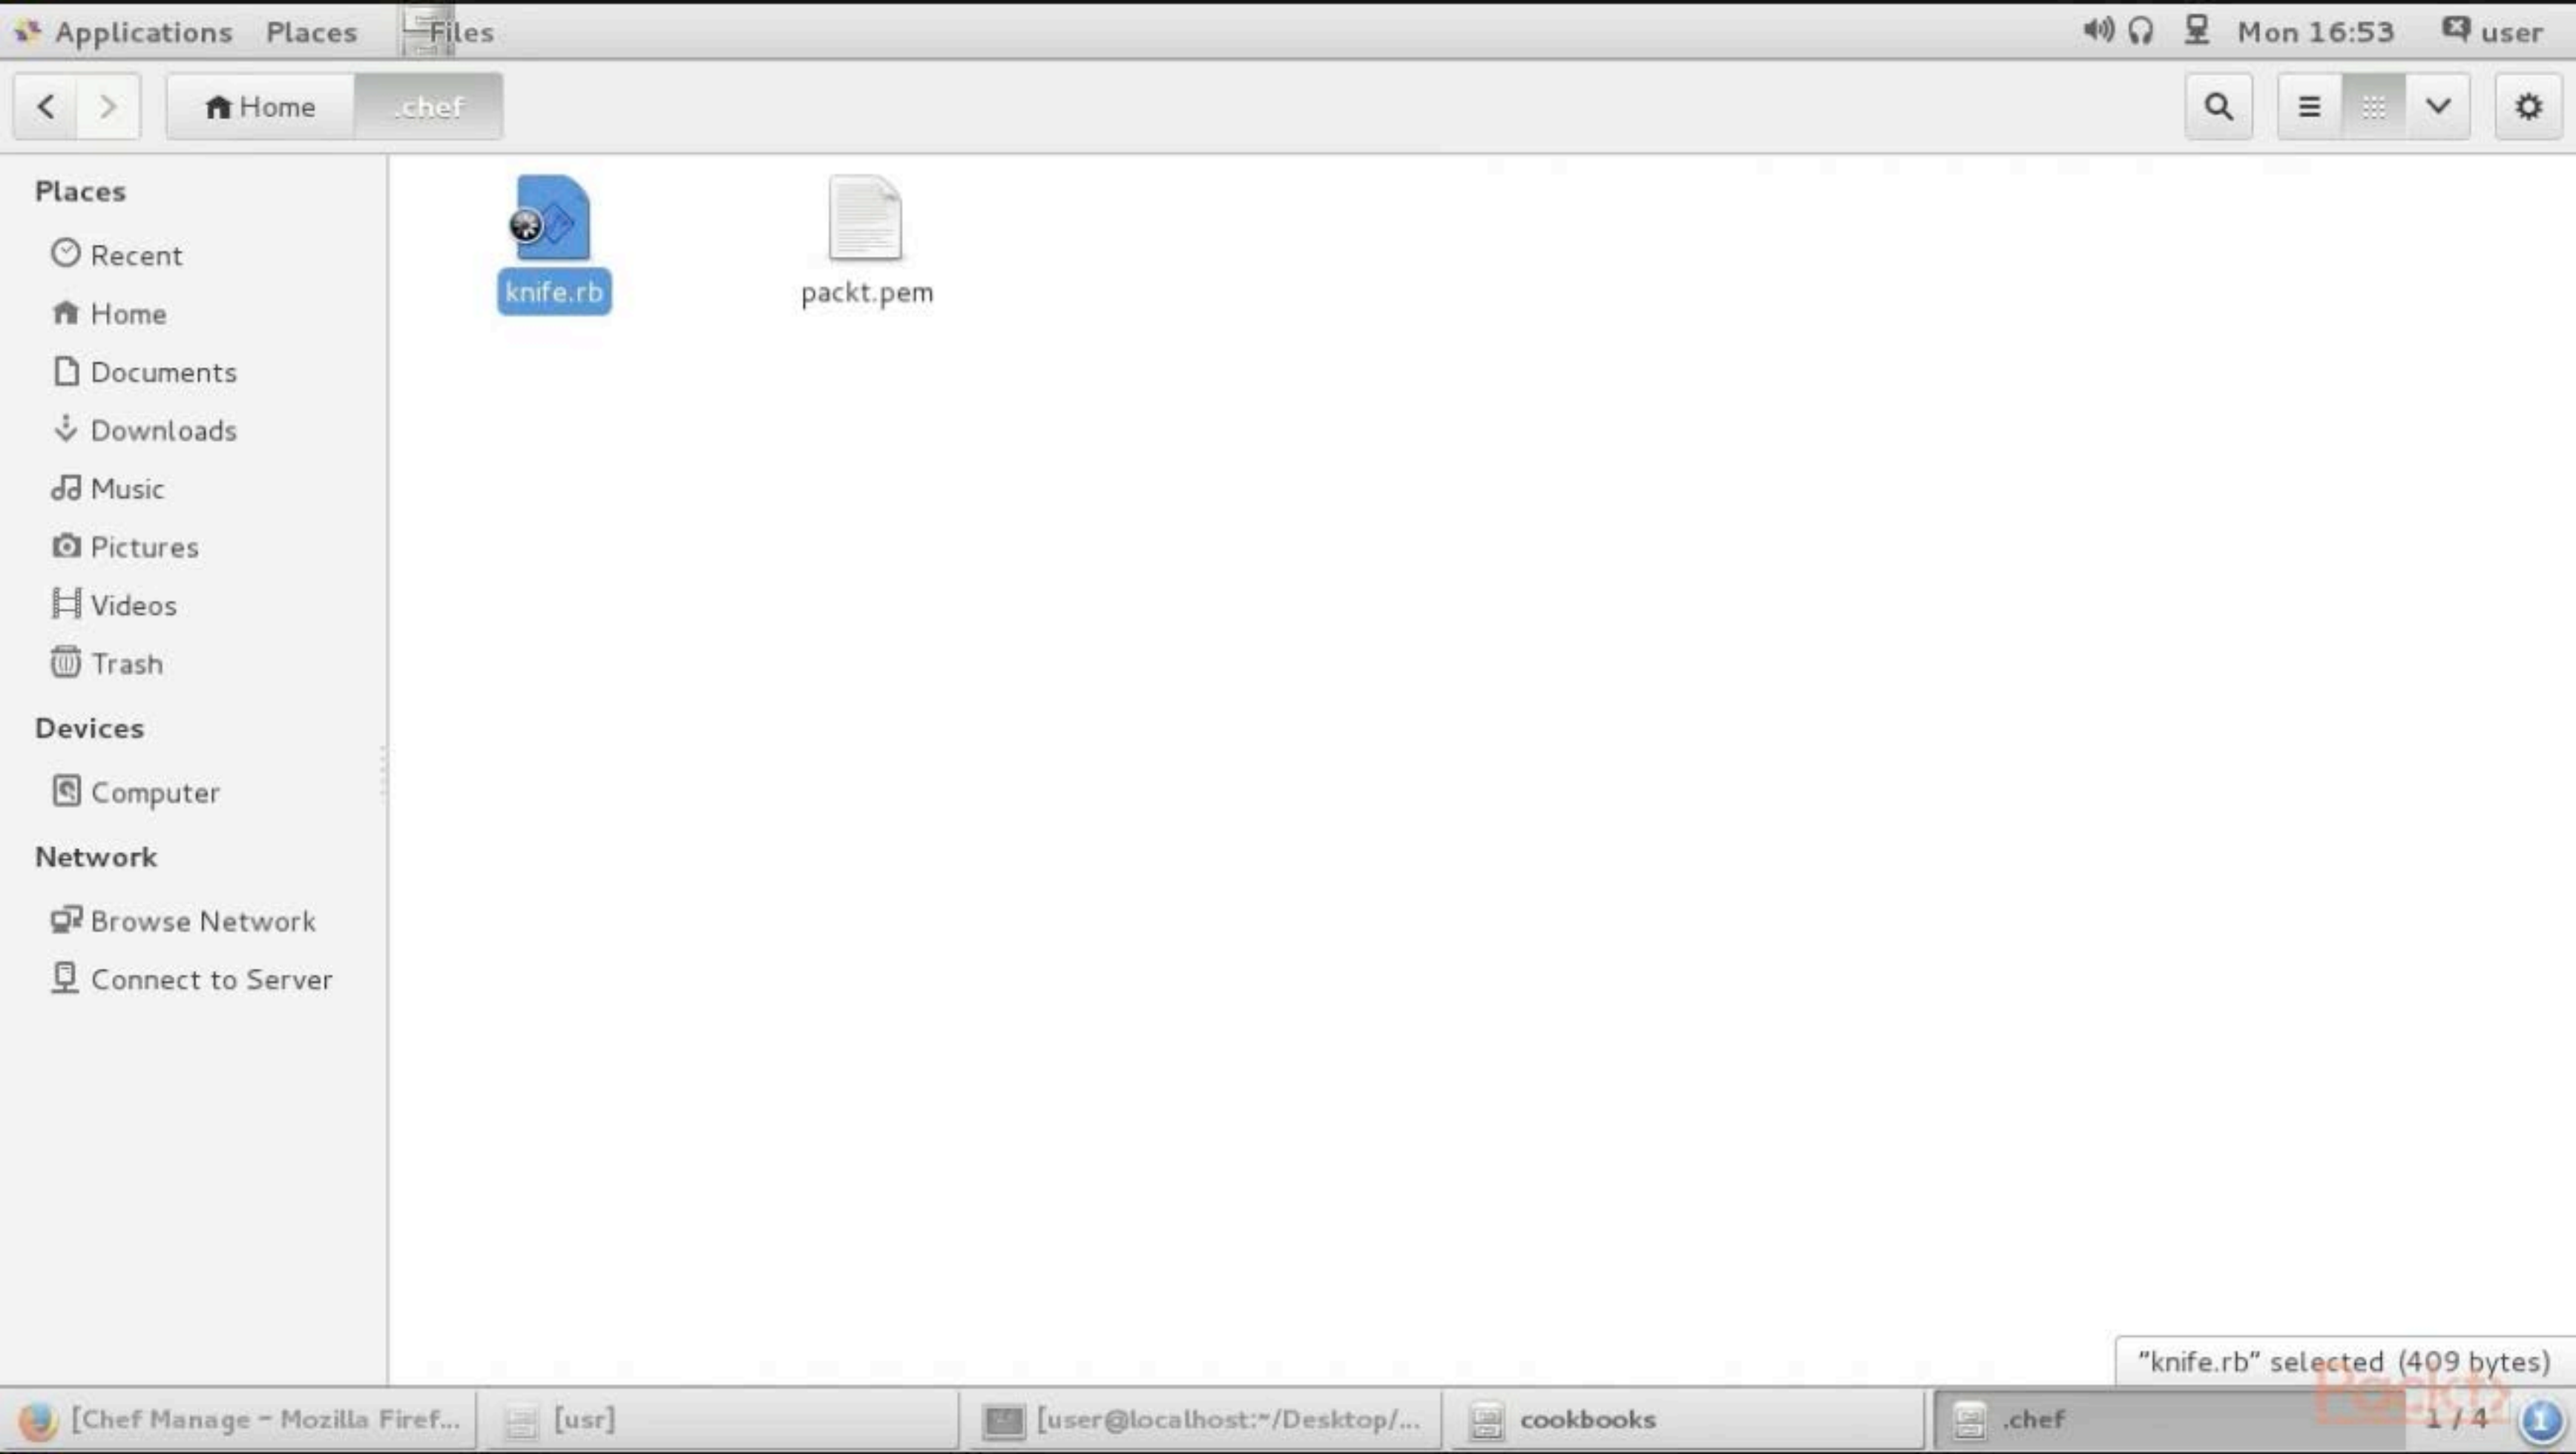 Applications Places Files Mon 16:53 user
Home .chef
Places
Recent
Home
Documents
Downloads
Music
Pictures
Videos
Trash
Devices
Computer
Network
Browse Network
Connect to Server
knife.rb packt.pem
"knife.rb" selected (409 bytes)
Packt
[Chef Manage - Mozilla Firef... [usr] [user@localhost:~/Desktop/... cookbooks .chef 1 / 4 1